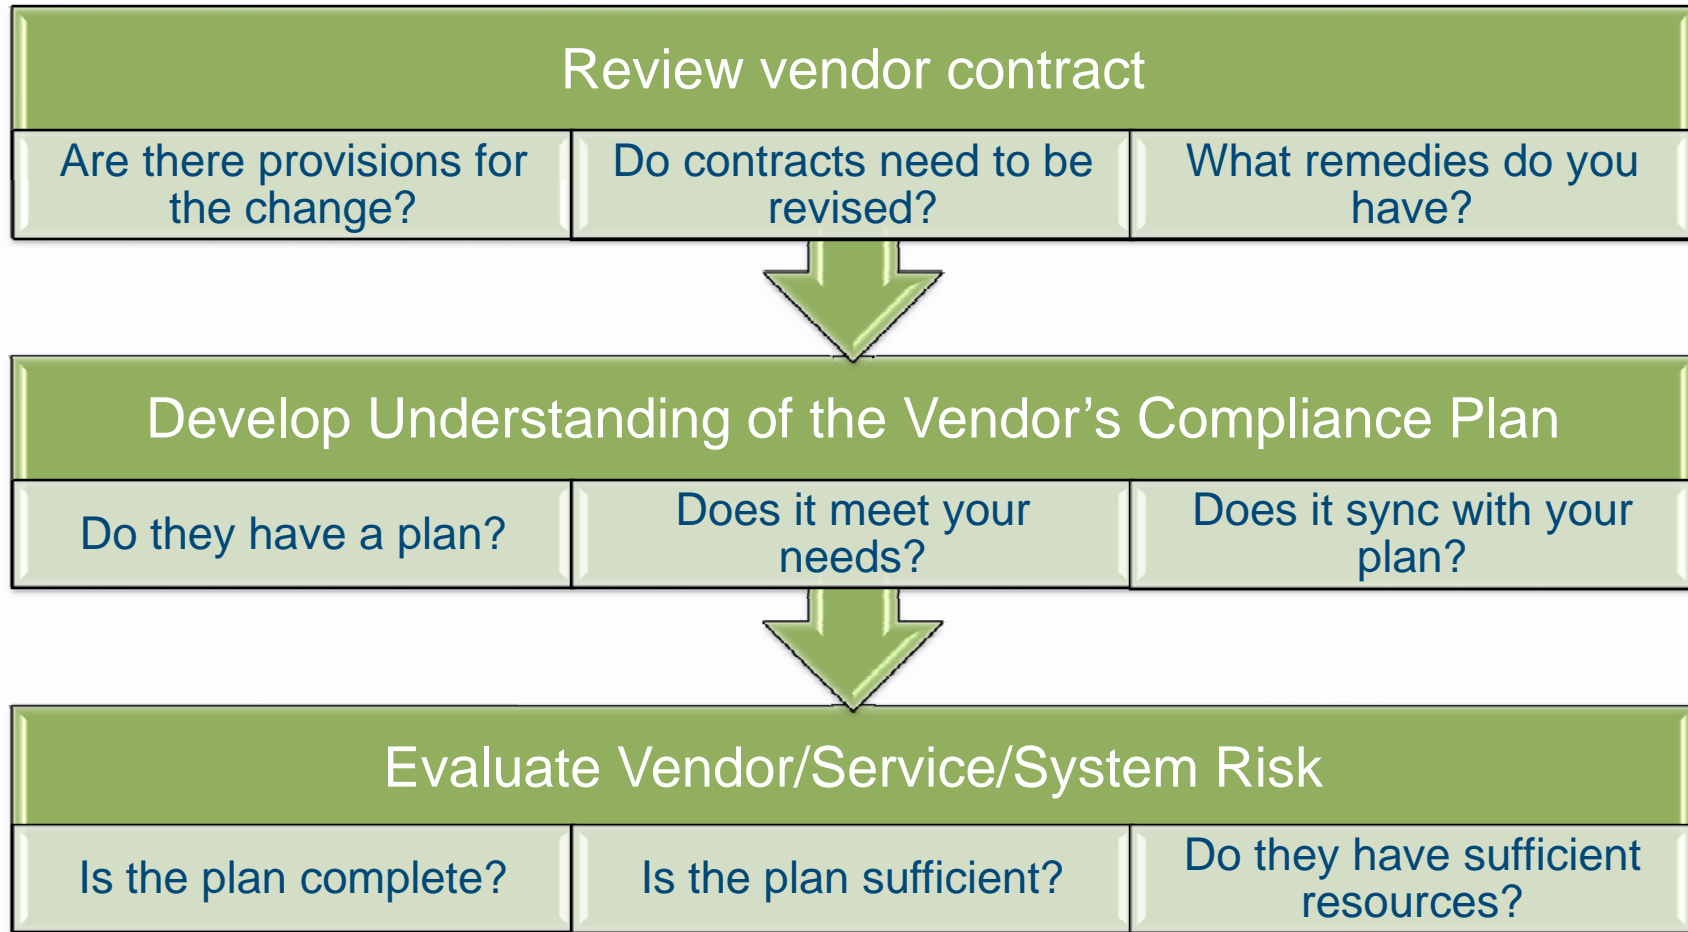 Review vendor contract
Are there provisions for
the change?
Do contracts need to be
revised?
What remedies do you
have?
Develop Understanding of the Vendor’s Compliance Plan
Do they have a plan?
Does it meet your
needs?
Does it sync with your
plan?
Evaluate Vendor/Service/System Risk
Is the plan complete?
Is the plan sufficient?
Do they have sufficient
resources?